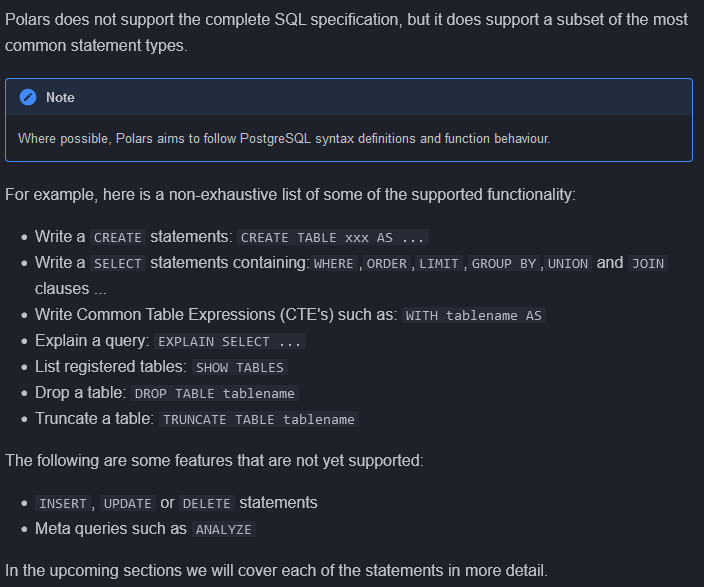 Polars does not support the complete SQL specification, but it does support a subset of the most
common statement types.
Note
Where possible, Polars aims to follow PostgreSQL syntax definitions and function behaviour.
For example, here is a non-exhaustive list of some of the supported functionality:
• Write a CREATE statements: CREATE TABLE xxx AS ...
• Write a SELECT statements containing: WHERE , ORDER , LIMIT , GROUP BY , UNION and JOIN
clauses ...
• Write Common Table Expressions (CTE's) such as: WITH tablename AS
• Explain a query: EXPLAIN SELECT ...
• List registered tables: SHOW TABLES
• Drop a table: DROP TABLE tablename
• Truncate a table: TRUNCATE TABLE tablename
The following are some features that are not yet supported:
• INSERT , UPDATE or DELETE statements
• Meta queries such as ANALYZE
In the upcoming sections we will cover each of the statements in more detail.